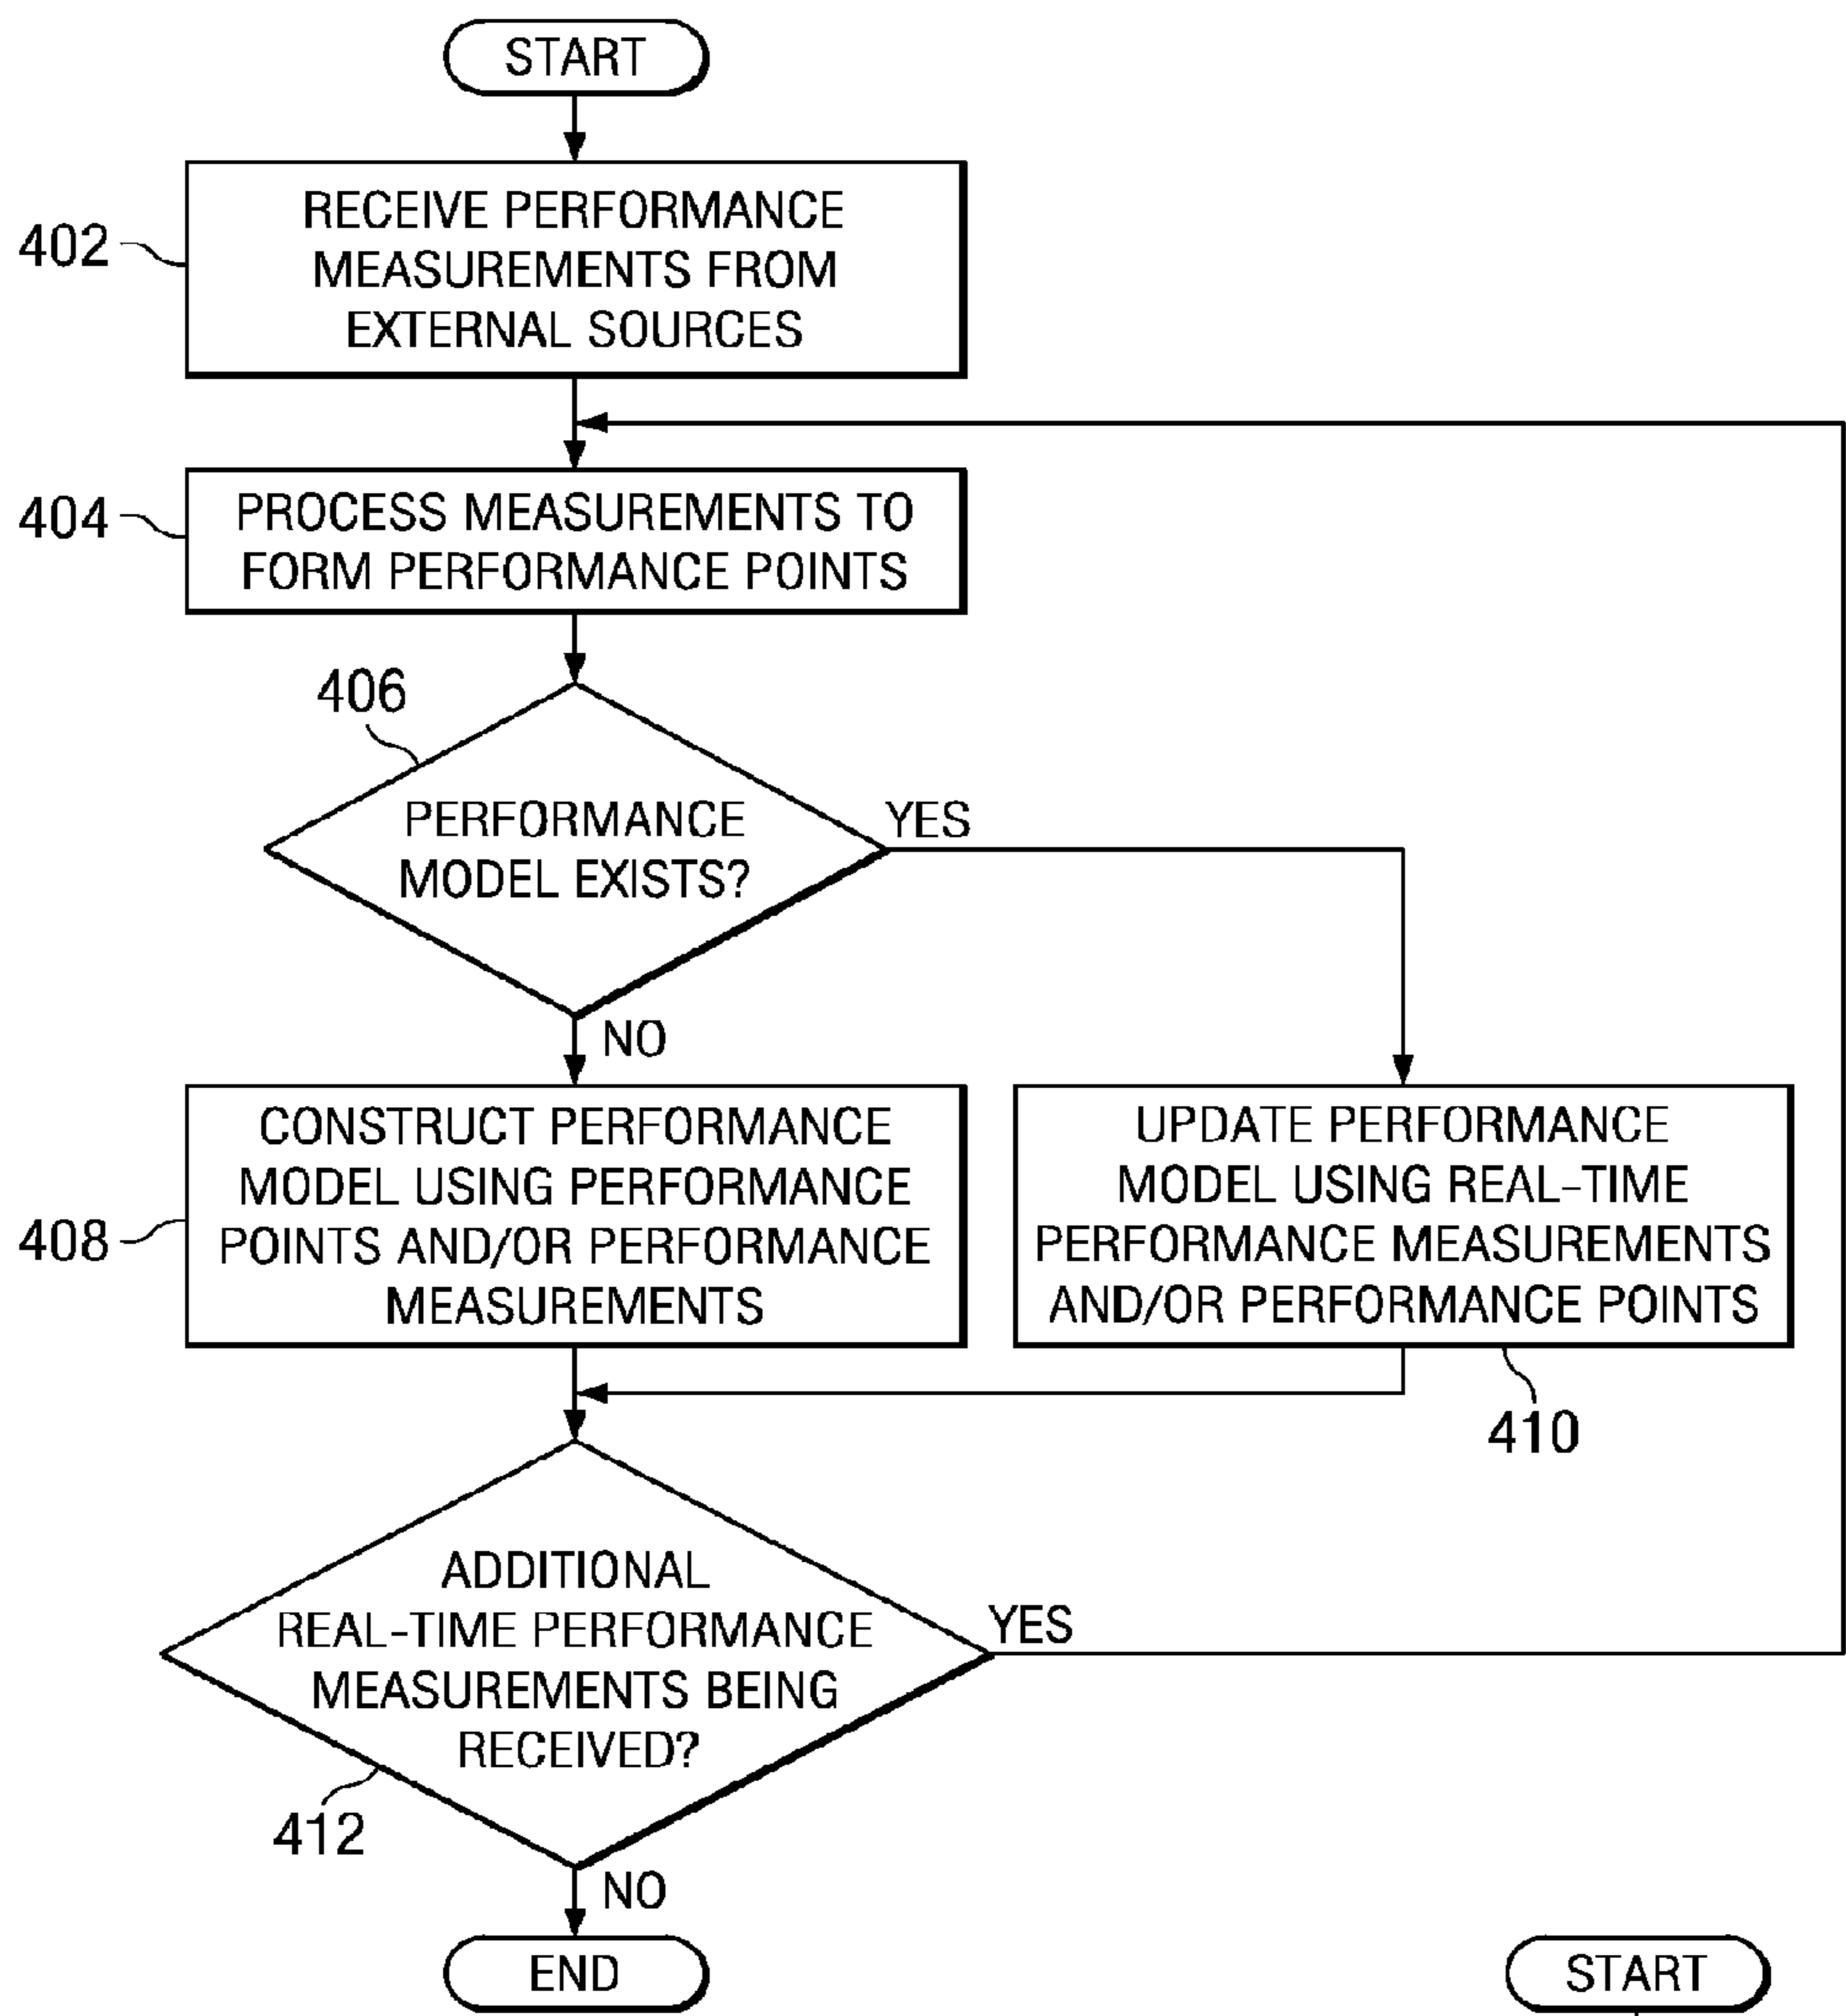 START
402
RECEIVE PERFORMANCE
MEASUREMENTS FROM
EXTERNAL SOURCES
404
PROCESS MEASUREMENTS TO
FORM PERFORMANCE POINTS
406
PERFORMANCE
MODEL EXISTS?
YES
NO
408
CONSTRUCT PERFORMANCE
MODEL USING PERFORMANCE
POINTS AND/OR PERFORMANCE
MEASUREMENTS
UPDATE PERFORMANCE
MODEL USING REAL-TIME
PERFORMANCE MEASUREMENTS
AND/OR PERFORMANCE POINTS
410
ADDITIONAL
REAL-TIME PERFORMANCE
MEASUREMENTS BEING
RECEIVED?
YES
412
NO
END
START